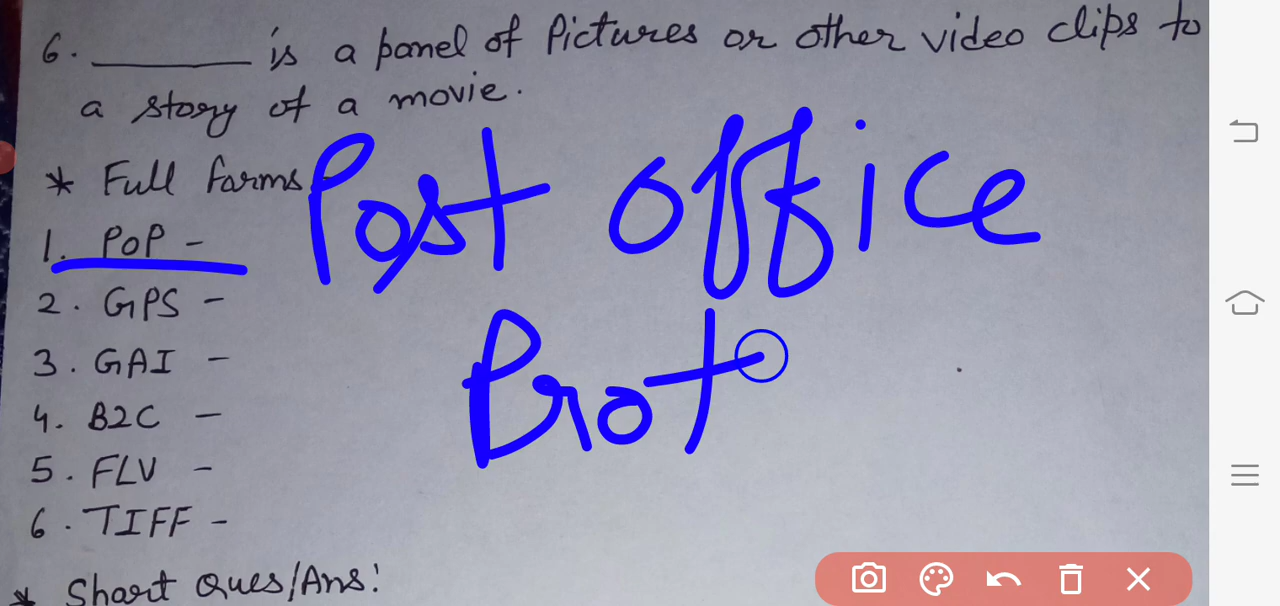 6. ______ is a panel of Pictures or other video clips to
a story of a movie.
* Full forms
1. PoP -
Post office
Prot
2. GPS -
3. GAI -
4. B2C -
5. FLV -
6. TIFF -
* Short Ques/Ans: